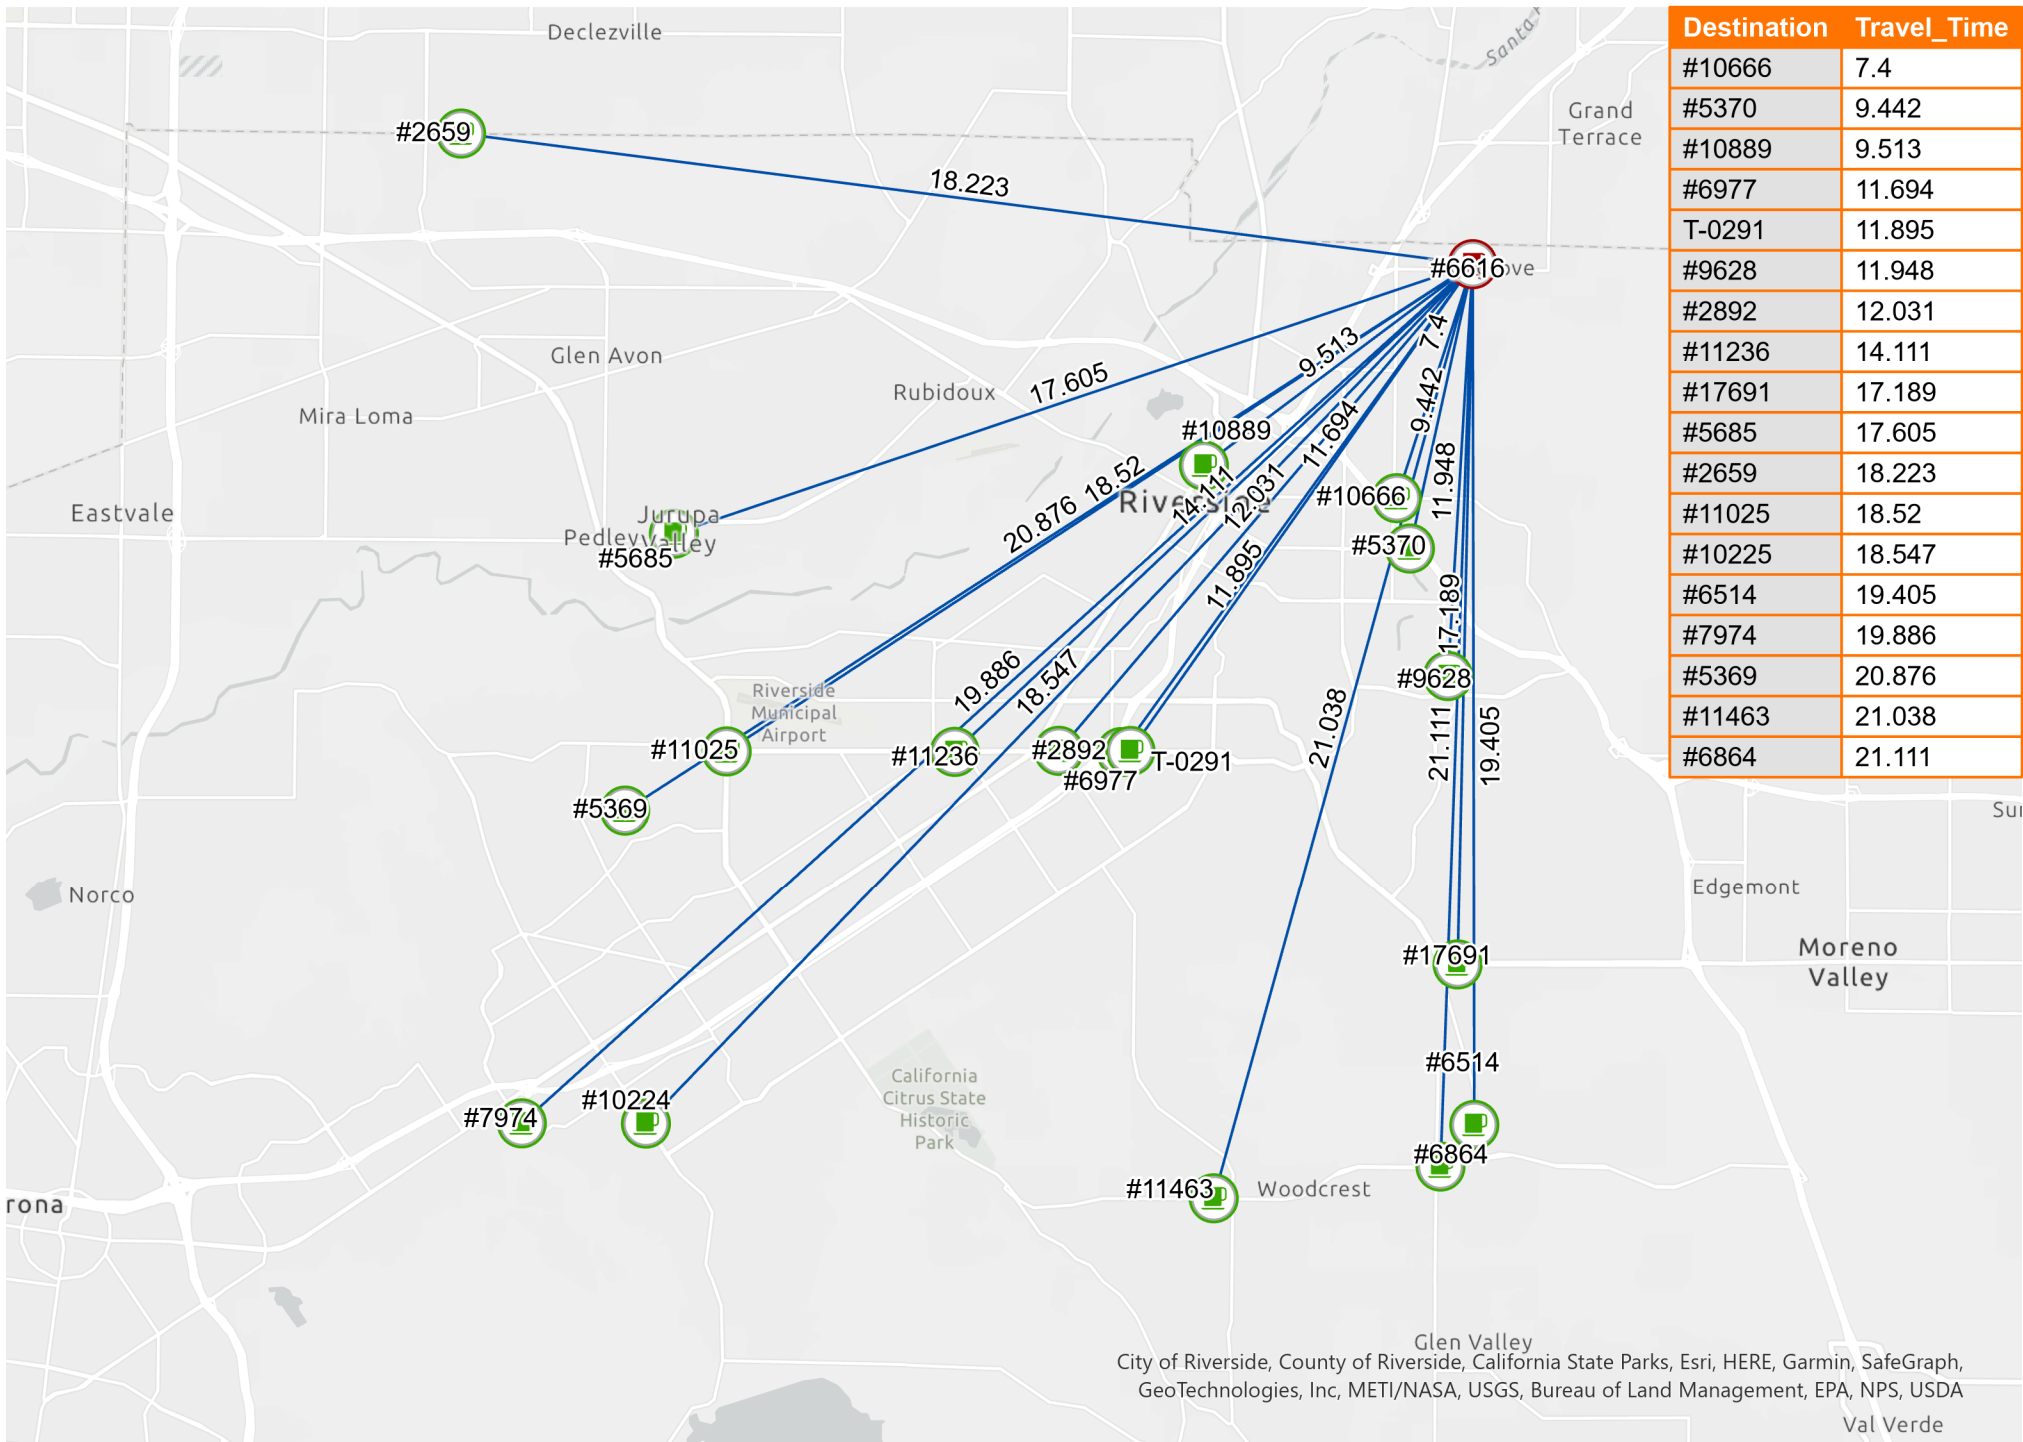 Destination Travel_Time
#10666 7.4
#5370 9.442
#10889 9.513
#6977 11.694
T-0291 11.895
#9628 11.948
#2892 12.031
#11236 14.111
#17691 17.189
#5685 17.605
#2659 18.223
#11025 18.52
#10225 18.547
#6514 19.405
#7974 19.886
#5369 20.876
#11463 21.038
#6864 21.111
Declezville
Santa
Grand
Terrace
#2659
18.223
#6616
ove
7.4
9.513
Glen Avon
17.605
Rubidoux
9.442
Mira Loma
11.694
#10889
11.948
18.52
14.111
12.031
#10666
Riverside
Eastvale
Jurupa
Valley
Pedley
20.876
#5370
#5685
11.895
17.189
19.886
18.547
#9628
Riverside
Municipal
Airport
21.038
21.111
19.405
#11025
#11236
#2892
T-0291
#6977
#5369
Sur
Norco
Edgemont
Moreno
Valley
#17691
#6514
California
Citrus State
Historic
Park
#10224
#7974
#6864
#11463
Woodcrest
rona
Glen Valley
City of Riverside, County of Riverside, California State Parks, Esri, HERE, Garmin, SafeGraph,
GeoTechnologies, Inc, METI/NASA, USGS, Bureau of Land Management, EPA, NPS, USDA
Val Verde